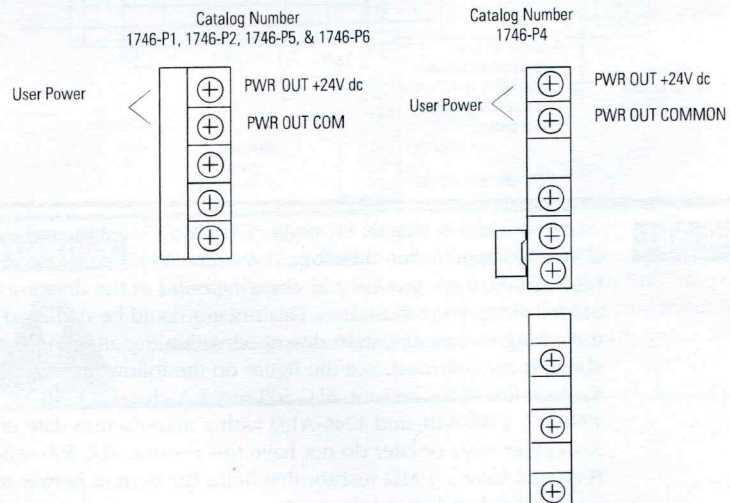 Catalog Number
1746-P1, 1746-P2, 1746-P5, & 1746-P6
User Power
PWR OUT +24V dc
PWR OUT COM
Catalog Number
1746-P4
User Power
PWR OUT +24V dc
PWR OUT COMMON